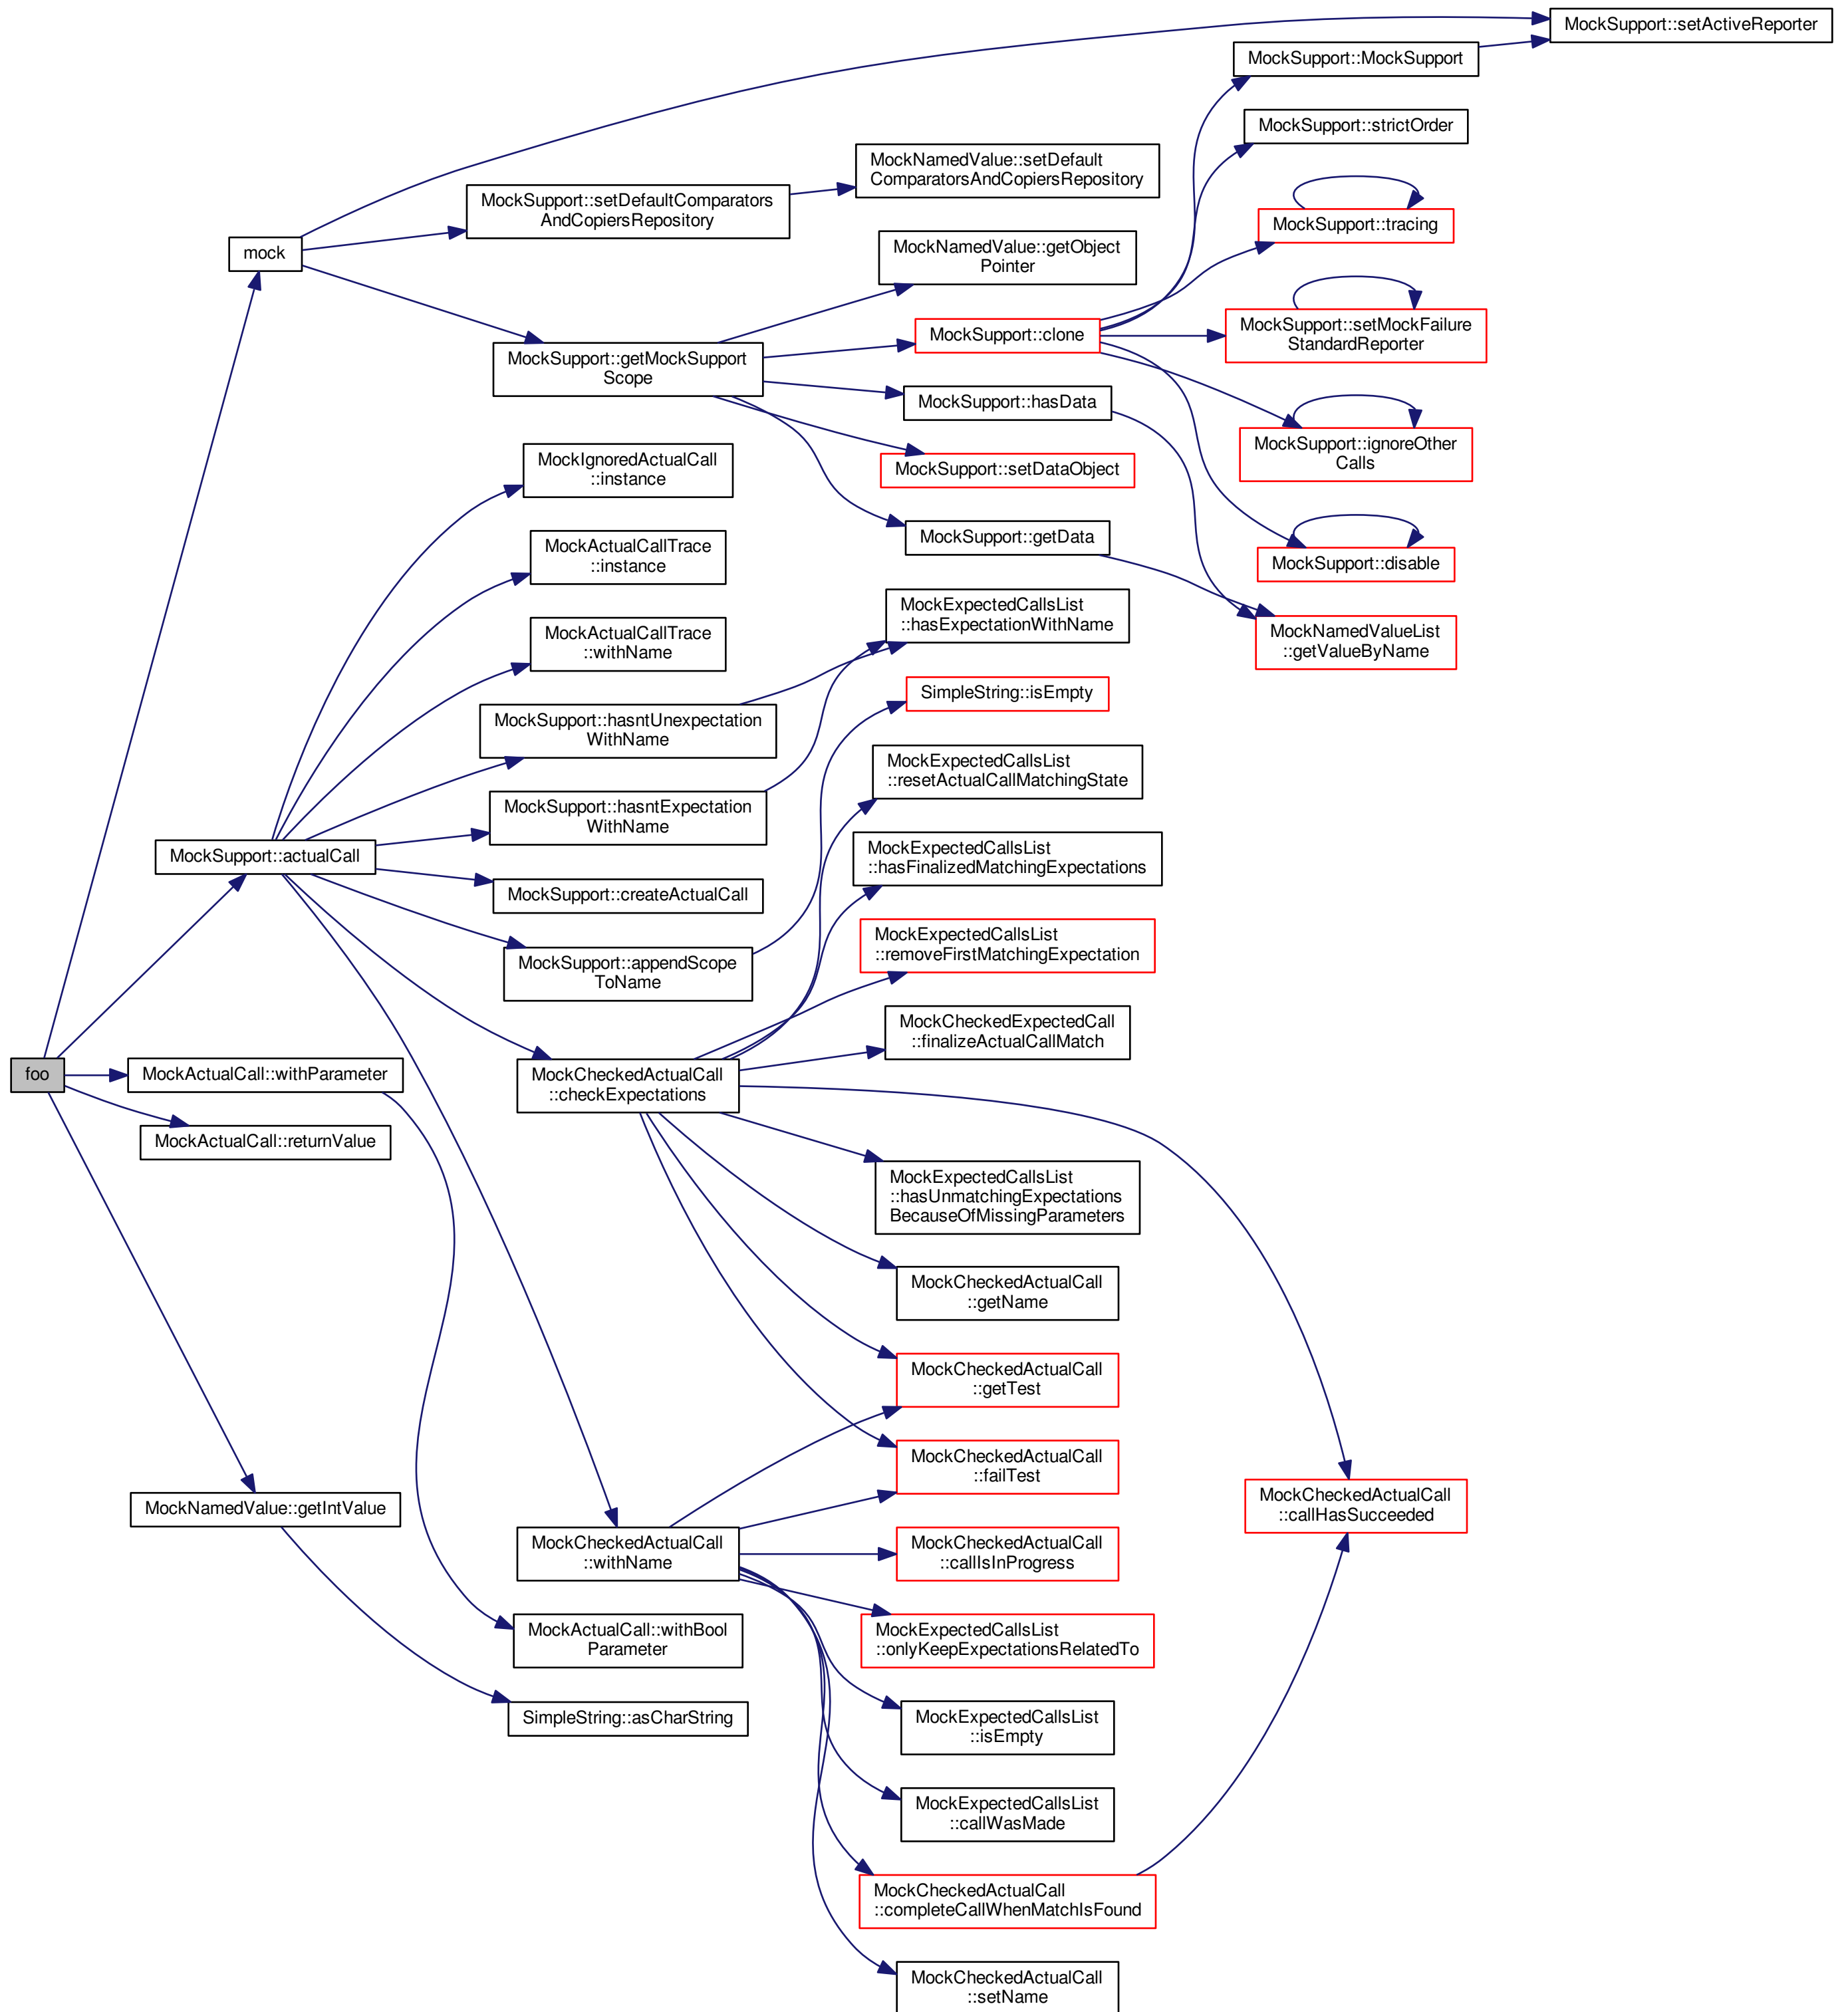 MockSupport::setActiveReporter
MockSupport::MockSupport
MockSupport::strictOrder
MockNamedValue::setDefault
ComparatorsAndCopiersRepository
MockSupport::setDefaultComparators
AndCopiersRepository
MockSupport::tracing
mock
MockNamedValue::getObject
Pointer
MockSupport::clone
MockSupport::setMockFailure
StandardReporter
MockSupport::getMockSupport
Scope
MockSupport::hasData
MockSupport::ignoreOther
Calls
MockIgnoredActualCall
::instance
MockSupport::setDataObject
MockActualCallTrace
::instance
MockSupport::getData
MockSupport::disable
MockActualCallTrace
::withName
MockExpectedCallsList
::hasExpectationWithName
MockNamedValueList
::getValueByName
SimpleString::isEmpty
MockSupport::hasntUnexpectation
WithName
MockExpectedCallsList
::resetActualCallMatchingState
MockSupport::hasntExpectation
WithName
MockSupport::actualCall
MockExpectedCallsList
::hasFinalizedMatchingExpectations
MockSupport::createActualCall
MockExpectedCallsList
::removeFirstMatchingExpectation
MockSupport::appendScope
ToName
MockCheckedExpectedCall
::finalizeActualCallMatch
foo
MockActualCall::withParameter
MockCheckedActualCall
::checkExpectations
MockActualCall::returnValue
MockExpectedCallsList
::hasUnmatchingExpectations
BecauseOfMissingParameters
MockCheckedActualCall
::getName
MockCheckedActualCall
::getTest
MockCheckedActualCall
::failTest
MockNamedValue::getIntValue
MockCheckedActualCall
::callHasSucceeded
MockCheckedActualCall
::withName
MockCheckedActualCall
::callIsInProgress
MockActualCall::withBool
Parameter
MockExpectedCallsList
::onlyKeepExpectationsRelatedTo
SimpleString::asCharString
MockExpectedCallsList
::isEmpty
MockExpectedCallsList
::callWasMade
MockCheckedActualCall
::completeCallWhenMatchIsFound
MockCheckedActualCall
::setName